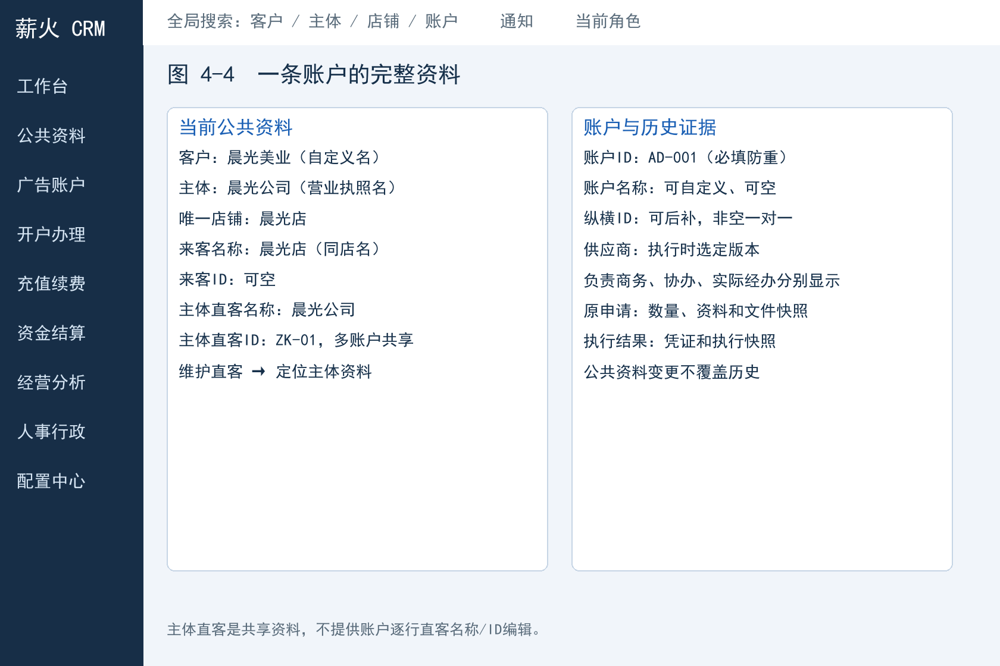 薪火 CRM
工作台
公共资料
广告账户
开户办理
充值续费
资金结算
经营分析
人事行政
配置中心
全局搜索：客户 / 主体 / 店铺 / 账户 通知 当前角色
图 4-4 一条账户的完整资料
当前公共资料
客户：晨光美业（自定义名）
主体：晨光公司（营业执照名）
唯一店铺：晨光店
来客名称：晨光店（同店名）
来客ID：可空
主体直客名称：晨光公司
主体直客ID：ZK-01，多账户共享
维护直客 → 定位主体资料
账户与历史证据
账户ID：AD-001（必填防重）
账户名称：可自定义、可空
纵横ID：可后补，非空一对一
供应商：执行时选定版本
负责商务、协办、实际经办分别显示
原申请：数量、资料和文件快照
执行结果：凭证和执行快照
公共资料变更不覆盖历史
主体直客是共享资料，不提供账户逐行直客名称/ID编辑。